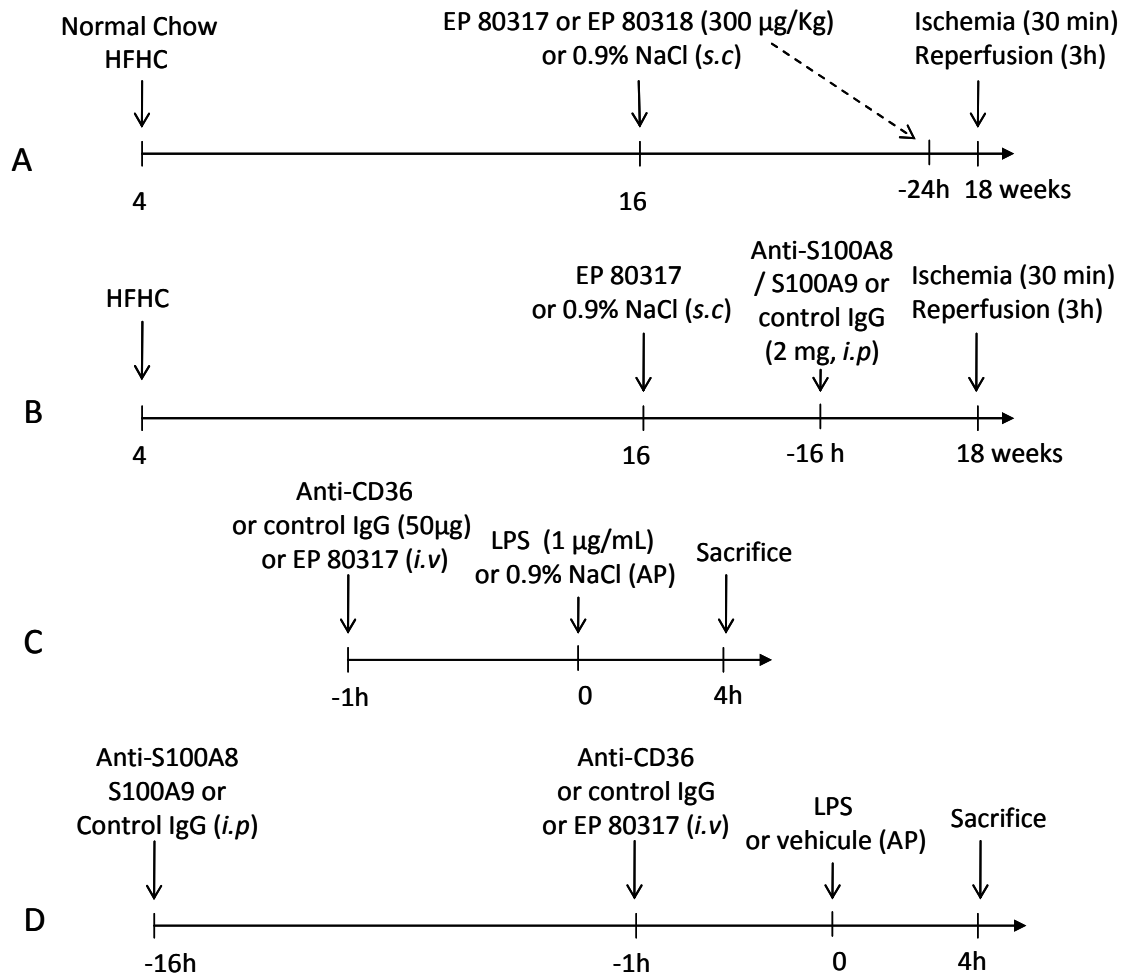 Normal Chow
HFHC
EP 80317 or EP 80318 (300 µg/Kg)
or 0.9% NaCl (s.c)
Ischemia (30 min)
Reperfusion (3h)
A
4
16
-24h
18 weeks
HFHC
EP 80317
or 0.9% NaCl (s.c)
Anti-S100A8
/ S100A9 or
control IgG
(2 mg, i.p)
Ischemia (30 min)
Reperfusion (3h)
B
4
16
-16 h
18 weeks
Anti-CD36
or control IgG (50µg)
or EP 80317 (i.v)
LPS (1 µg/mL)
or 0.9% NaCl (AP)
Sacrifice
C
-1h
0
4h
Anti-S100A8
S100A9 or
Control IgG (i.p)
Anti-CD36
or control IgG
or EP 80317 (i.v)
LPS
or vehicule (AP)
Sacrifice
D
-16h
-1h
0
4h